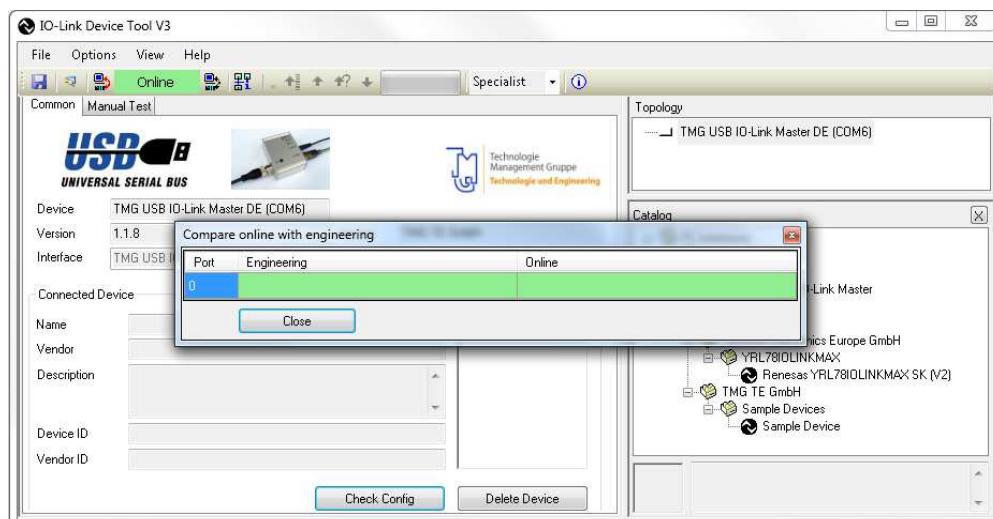 IO-Link Device Tool V3
File Options View Help
Online Specialist
Common Manual Test
USB
UNIVERSAL SERIAL BUS
Technologie
Management Gruppe
Technologie und Engineering
Device TMG USB IO-Link Master DE (COM6)
Version 1.1.8
Interface TMG USB
Connected Device
Name
Vendor
Description
Device ID
Vendor ID
Check Config Delete Device
Compare online with engineering
Port Engineering Online
0
Close
Topology
TMG USB IO-Link Master DE (COM6)
Catalog
-Link Master
nics Europe GmbH
YRL78IOLINKMAX
Renesas YRL78IOLINKMAX SK (V2)
TMG TE GmbH
Sample Devices
Sample Device